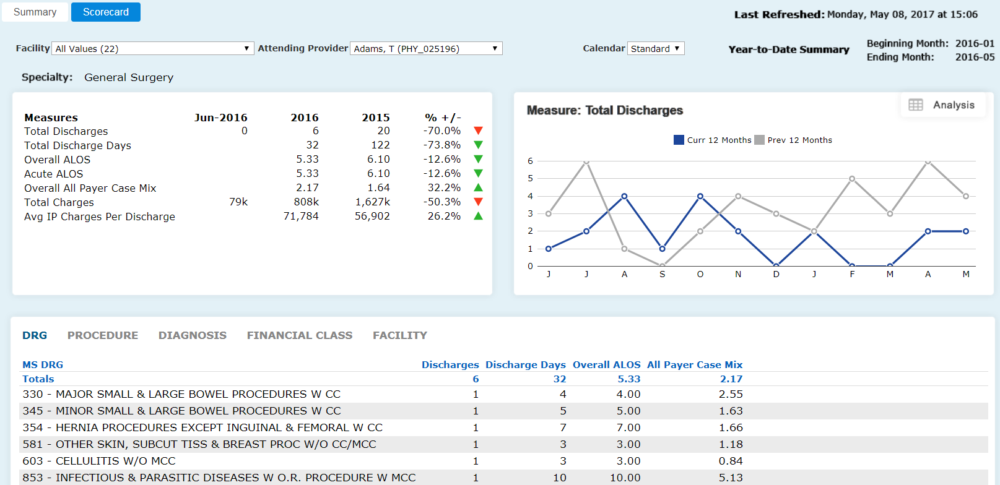 Summary Scorecard
Last Refreshed: Monday, May 08, 2017 at 15:06
Facility All Values (22) Attending Provider Adams, T (PHY_025196) Calendar Standard
Year-to-Date Summary
Beginning Month: 2016-01
Ending Month: 2016-05
Specialty: General Surgery
Measures Jun-2016 2016 2015 % +/-
Total Discharges 0 6 20 -70.0%
Total Discharge Days 32 122 -73.8%
Overall ALOS 5.33 6.10 -12.6%
Acute ALOS 5.33 6.10 -12.6%
Overall All Payer Case Mix 2.17 1.64 32.2%
Total Charges 79k 808k 1,627k -50.3%
Avg IP Charges Per Discharge 71,784 56,902 26.2%
Measure: Total Discharges
Analysis
Curr 12 Months Prev 12 Months
6
5
4
3
2
1
0
J J A S O N D J F M A M
DRG PROCEDURE DIAGNOSIS FINANCIAL CLASS FACILITY
MS DRG Discharges Discharge Days Overall ALOS All Payer Case Mix
Totals 6 32 5.33 2.17
330 - MAJOR SMALL & LARGE BOWEL PROCEDURES W CC 1 4 4.00 2.55
345 - MINOR SMALL & LARGE BOWEL PROCEDURES W CC 1 5 5.00 1.63
354 - HERNIA PROCEDURES EXCEPT INGUINAL & FEMORAL W CC 1 7 7.00 1.66
581 - OTHER SKIN, SUBCUT TISS & BREAST PROC W/O CC/MCC 1 3 3.00 1.18
603 - CELLULITIS W/O MCC 1 3 3.00 0.84
853 - INFECTIOUS & PARASITIC DISEASES W O.R. PROCEDURE W MCC 1 10 10.00 5.13